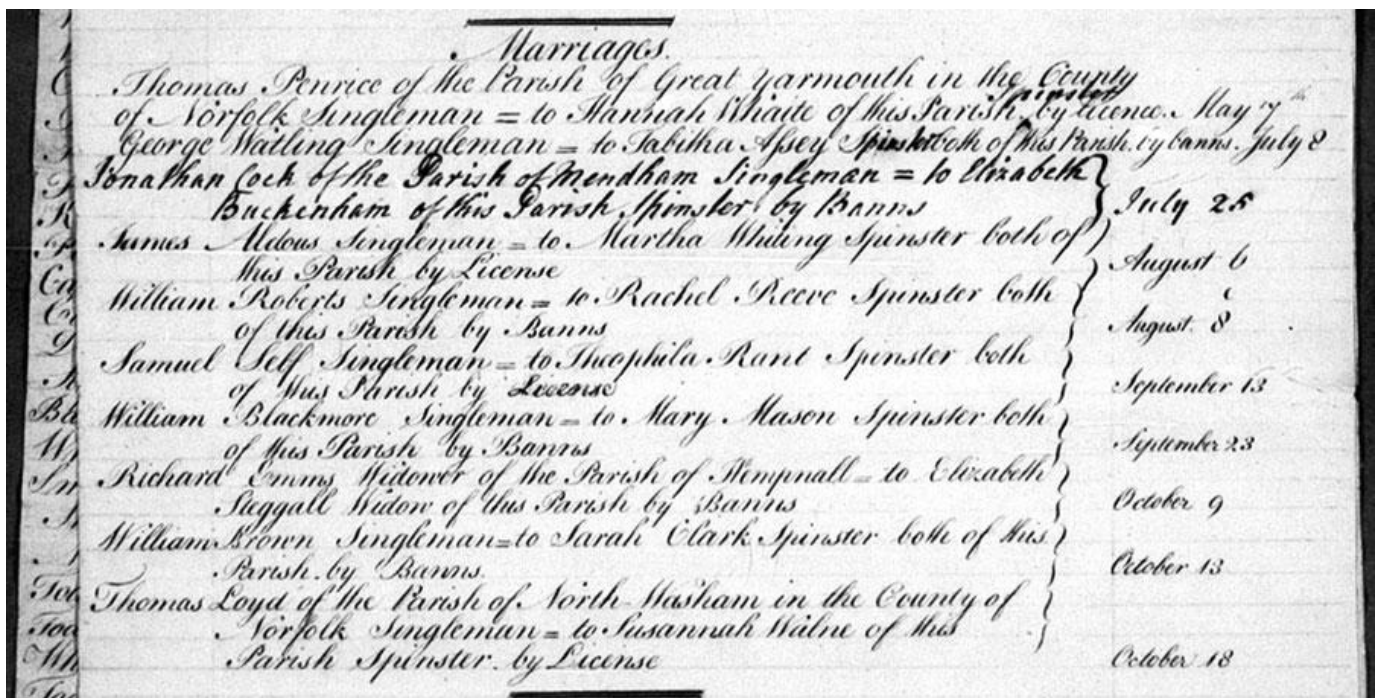 Marriages.
Thomas Penrice of the Parish of Great Yarmouth in the County
of Norfolk Singleman = to Hannah Whaite of this Parish spinster by licence. May 7th
George Watling Singleman = to Tabitha Assey Spinster both of this Parish by banns. July 8
Jonathan Cock of the Parish of Mendham Singleman = to Elizabeth
Buckenham of this Parish Spinster by Banns July 25
James Aldous Singleman = to Martha Whiting Spinster both of
this Parish by License August 6
William Roberts Singleman = to Rachel Reeve Spinster both
of this Parish by Banns August 8
Samuel Self Singleman = to Theophila Rant Spinster both
of this Parish by License September 13
William Blackmore Singleman = to Mary Mason Spinster both
of this Parish by Banns September 23
Richard Emms Widower of the Parish of Hempnall = to Elizabeth
Steggall Widow of this Parish by Banns October 9
William Brown Singleman = to Sarah Clark Spinster both of this
Parish by Banns. October 13
Thomas Loyd of the Parish of North Walsham in the County of
Norfolk Singleman = to Susannah Walne of this
Parish Spinster by License October 18